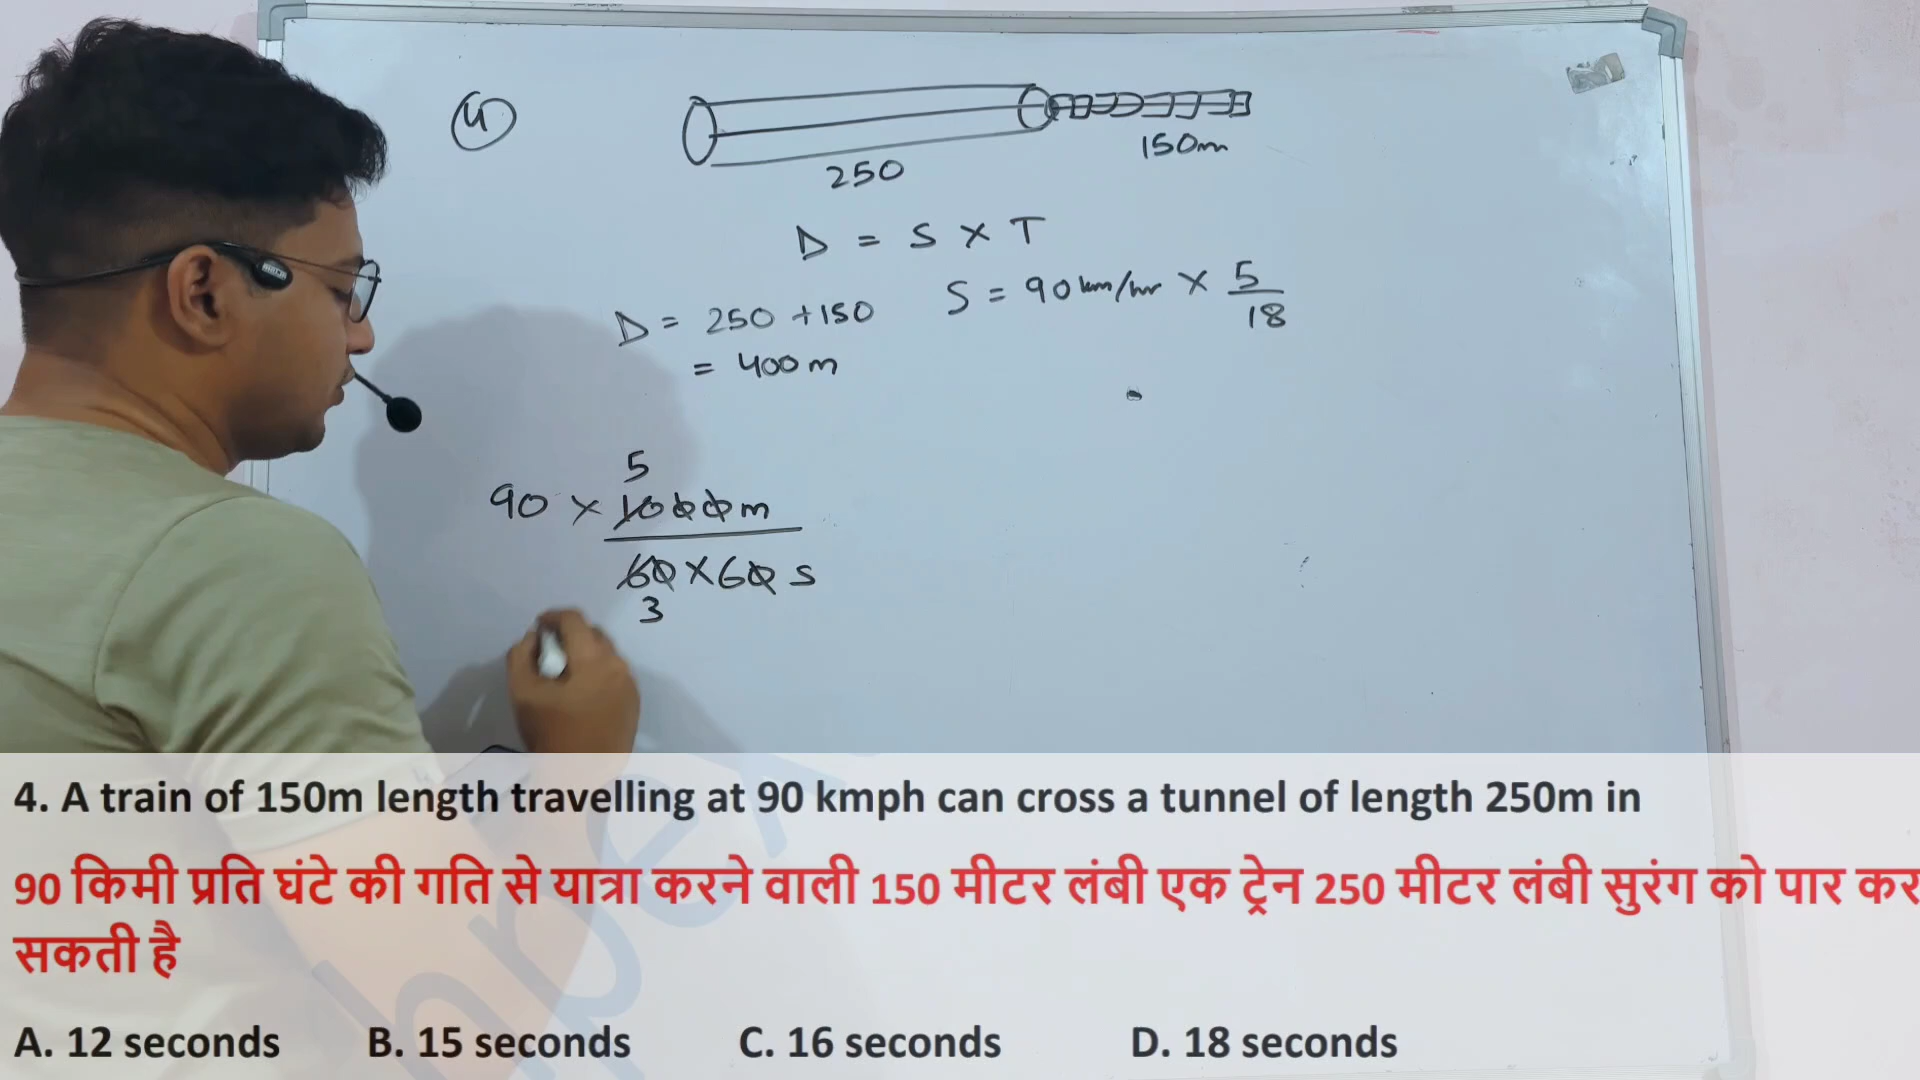 4
250
150m
D = S × T
S = 90 km/hr × 5/18
D = 250 + 150
= 400 m
5
90 × 1000 m
60 × 60 s
3
4. A train of 150m length travelling at 90 kmph can cross a tunnel of length 250m in
90 किमी प्रति घंटे की गति से यात्रा करने वाली 150 मीटर लंबी एक ट्रेन 250 मीटर लंबी सुरंग को पार कर
सकती है
A. 12 seconds B. 15 seconds C. 16 seconds D. 18 seconds